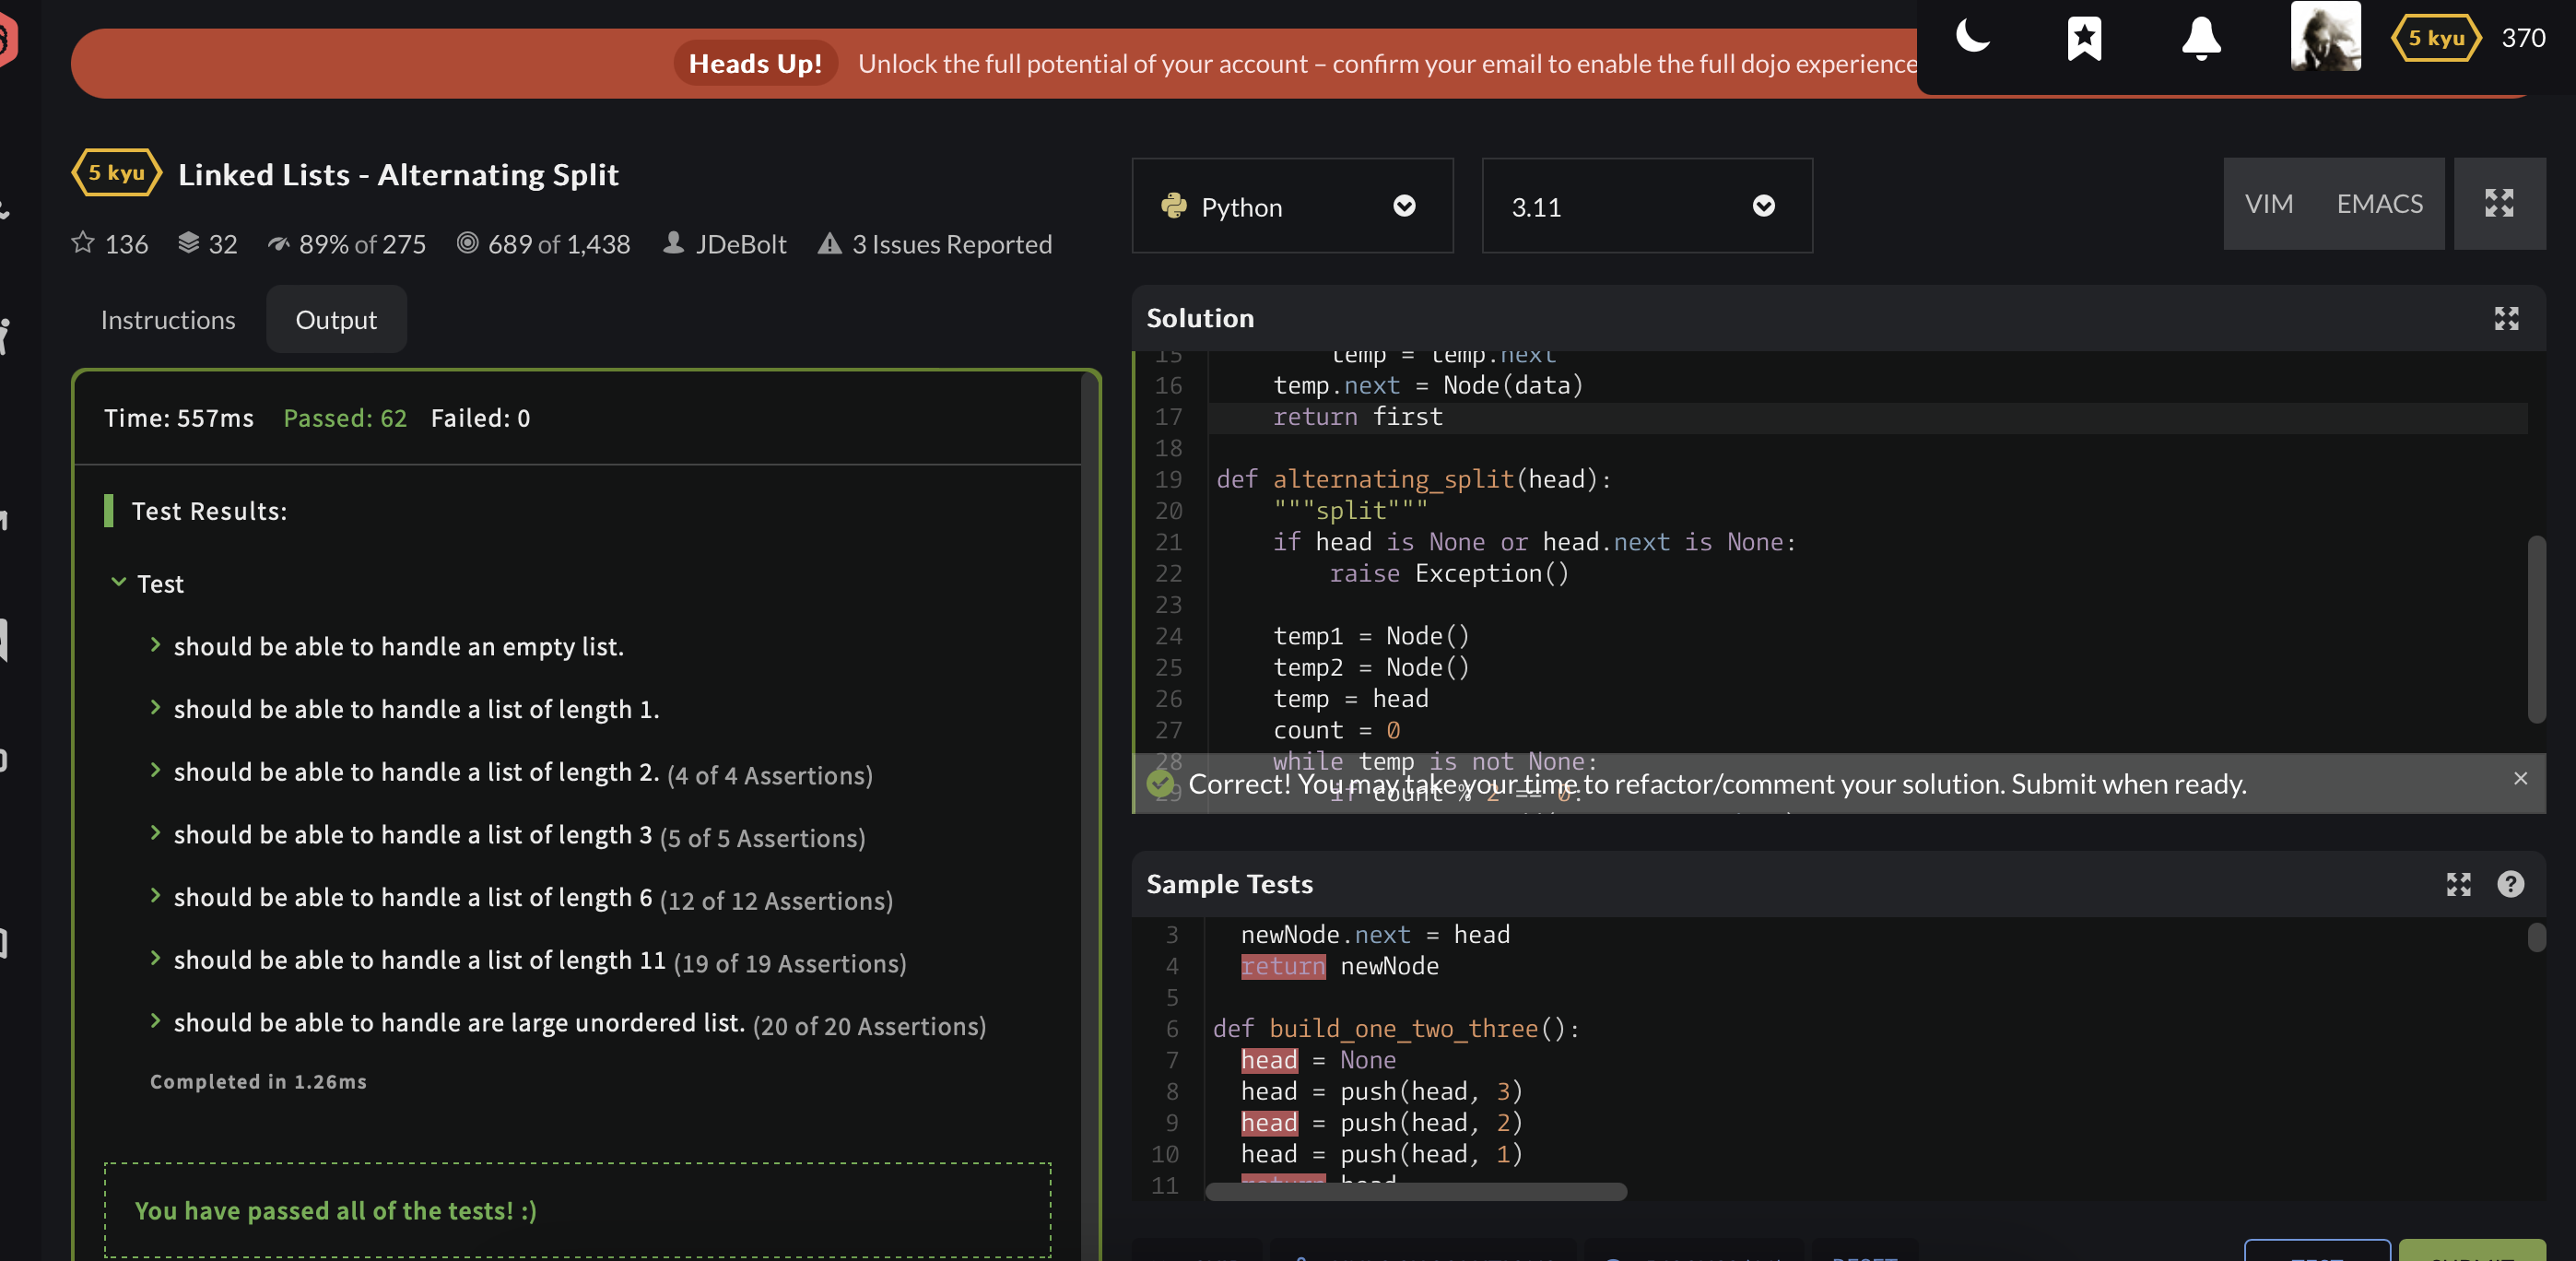 Heads Up! Unlock the full potential of your account – confirm your email to enable the full dojo experience
5 kyu 370
5 kyu Linked Lists - Alternating Split
136 32 89% of 275 689 of 1,438 JDeBolt 3 Issues Reported
Instructions Output
Time: 557ms Passed: 62 Failed: 0
Test Results:
Test
should be able to handle an empty list.
should be able to handle a list of length 1.
should be able to handle a list of length 2. (4 of 4 Assertions)
should be able to handle a list of length 3 (5 of 5 Assertions)
should be able to handle a list of length 6 (12 of 12 Assertions)
should be able to handle a list of length 11 (19 of 19 Assertions)
should be able to handle are large unordered list. (20 of 20 Assertions)
Completed in 1.26ms
You have passed all of the tests! :)
Python 3.11 VIM EMACS
Solution
15 temp = temp.next
16 temp.next = Node(data)
17 return first
18
19 def alternating_split(head):
20 """split"""
21 if head is None or head.next is None:
22 raise Exception()
23
24 temp1 = Node()
25 temp2 = Node()
26 temp = head
27 count = 0
28 while temp is not None:
29 if count % 2 == 0:
Correct! You may take your time to refactor/comment your solution. Submit when ready.
Sample Tests
3 newNode.next = head
4 return newNode
5
6 def build_one_two_three():
7 head = None
8 head = push(head, 3)
9 head = push(head, 2)
10 head = push(head, 1)
11 return head
RESET TEST SUBMIT